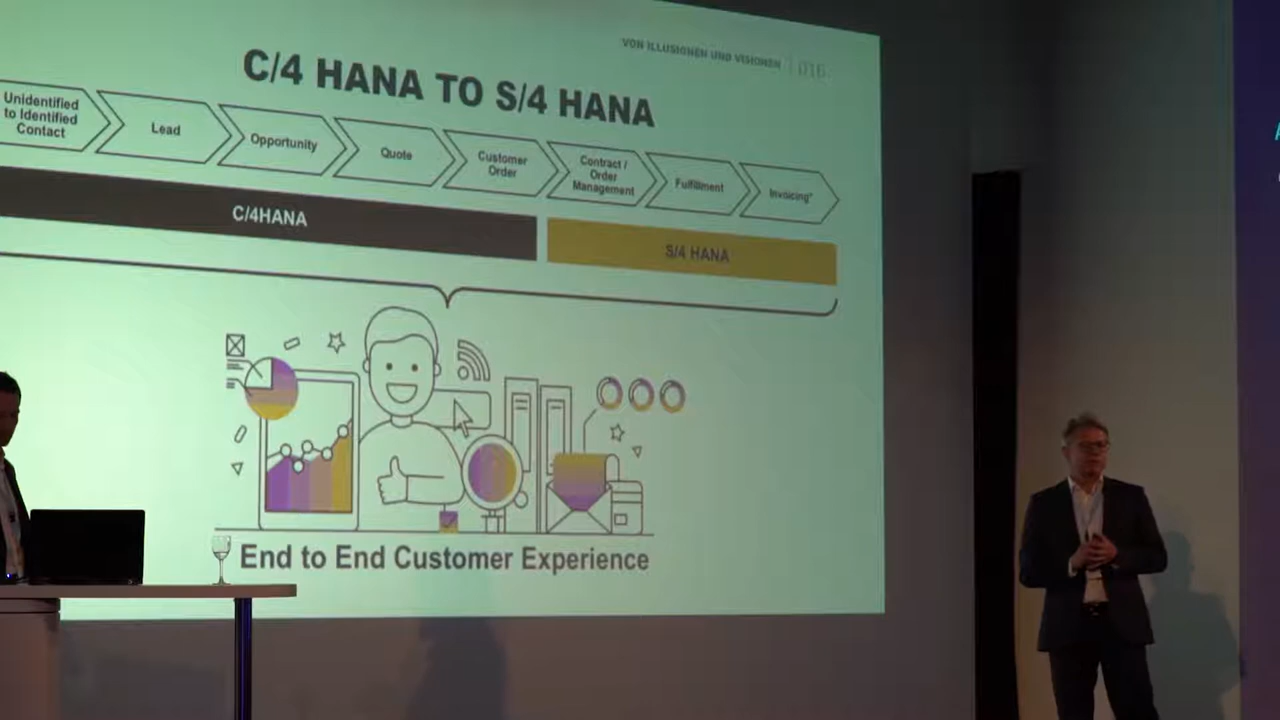 VON ILLUSIONEN UND VISIONEN | 016
C/4 HANA TO S/4 HANA
Unidentified
to Identified
Contact
Lead
Opportunity
Quote
Customer
Order
Contract /
Order
Management
Fulfillment
Invoicing*
C/4HANA
S/4 HANA
End to End Customer Experience